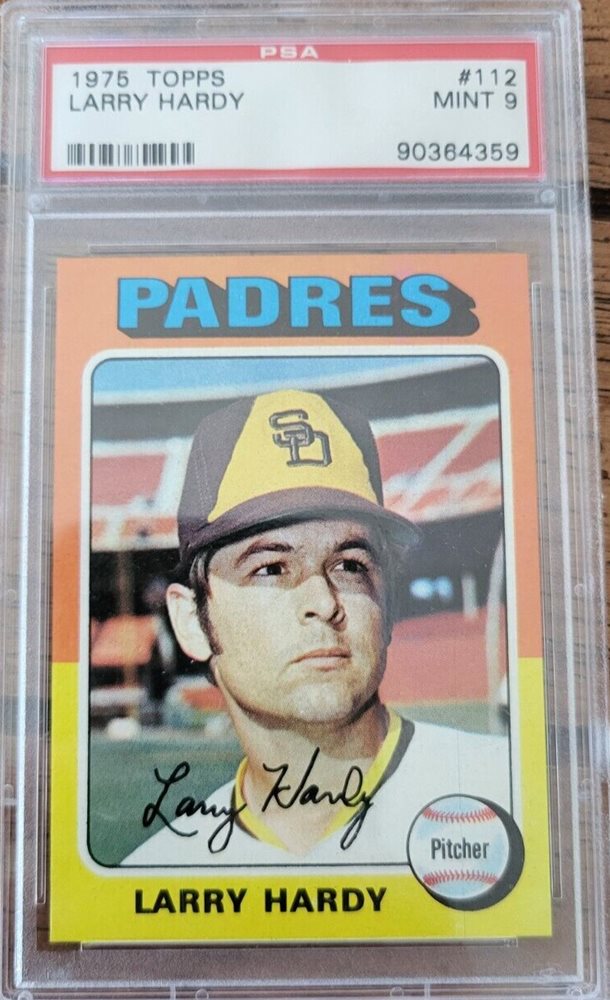 PSA
1975 TOPPS #112
LARRY HARDY MINT 9
90364359
PADRES
SD
Larry Hardy
Pitcher
LARRY HARDY